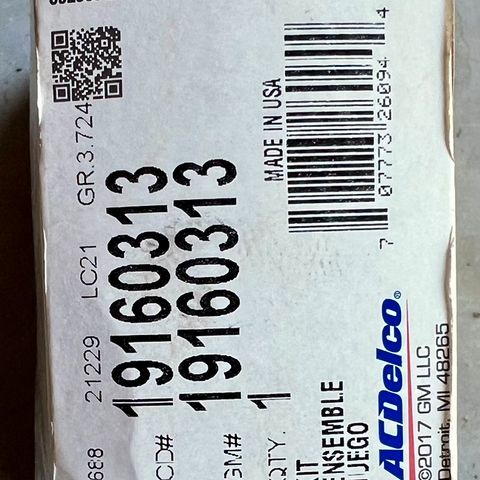 688 21229 LC21 GR.3.724
CD# 19160313
GM# 19160313
QTY. 1
MADE IN USA
KIT
ENSEMBLE
JUEGO
7 07773 26094 4
ACDelco®
©2017 GM LLC
Detroit, MI 48265